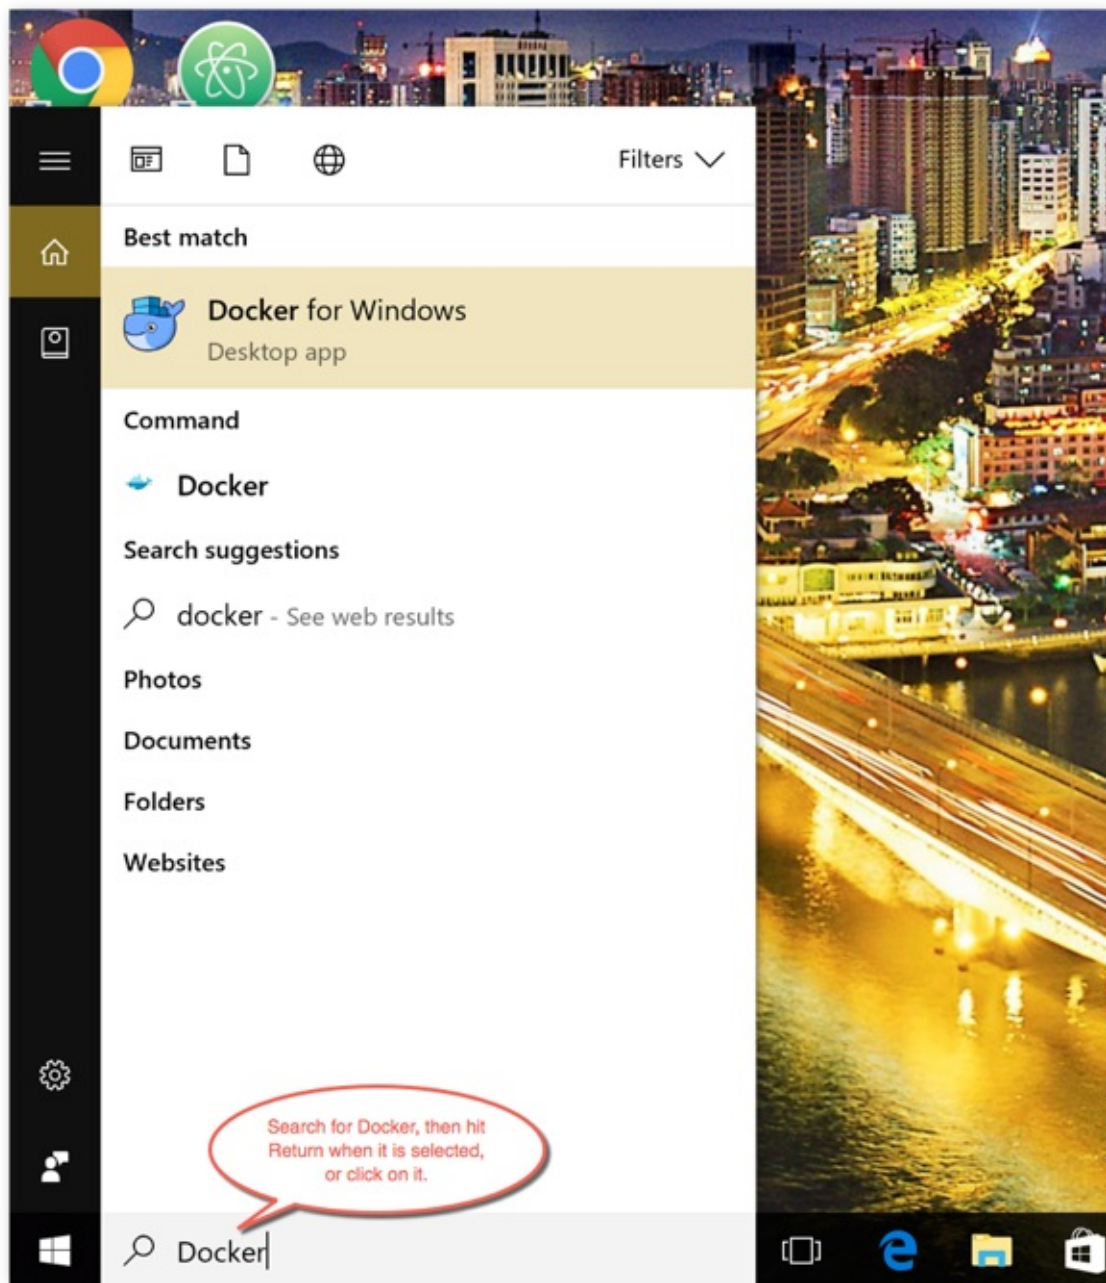 Filters
Best match
Docker for Windows
Desktop app
Command
Docker
Search suggestions
docker - See web results
Photos
Documents
Folders
Websites
Search for Docker, then hit
Return when it is selected,
or click on it.
Docker